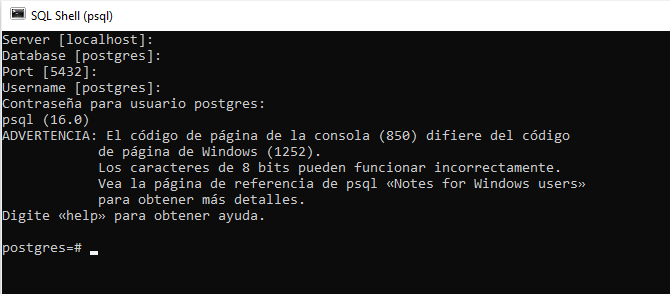 SQL Shell (psql)
Server [localhost]:
Database [postgres]:
Port [5432]:
Username [postgres]:
Contraseña para usuario postgres:
psql (16.0)
ADVERTENCIA: El código de página de la consola (850) difiere del código
de página de Windows (1252).
Los caracteres de 8 bits pueden funcionar incorrectamente.
Vea la página de referencia de psql «Notes for Windows users»
para obtener más detalles.
Digite «help» para obtener ayuda.
postgres=# _